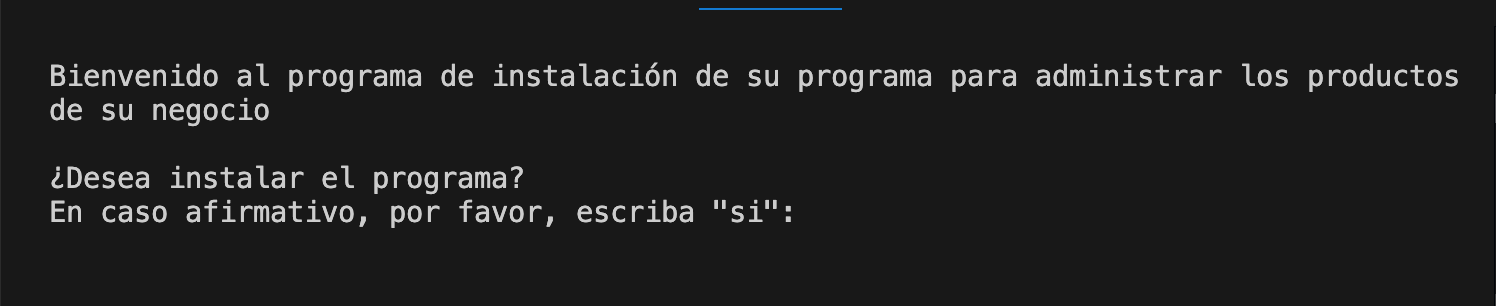 Bienvenido al programa de instalación de su programa para administrar los productos
de su negocio
¿Desea instalar el programa?
En caso afirmativo, por favor, escriba "si":